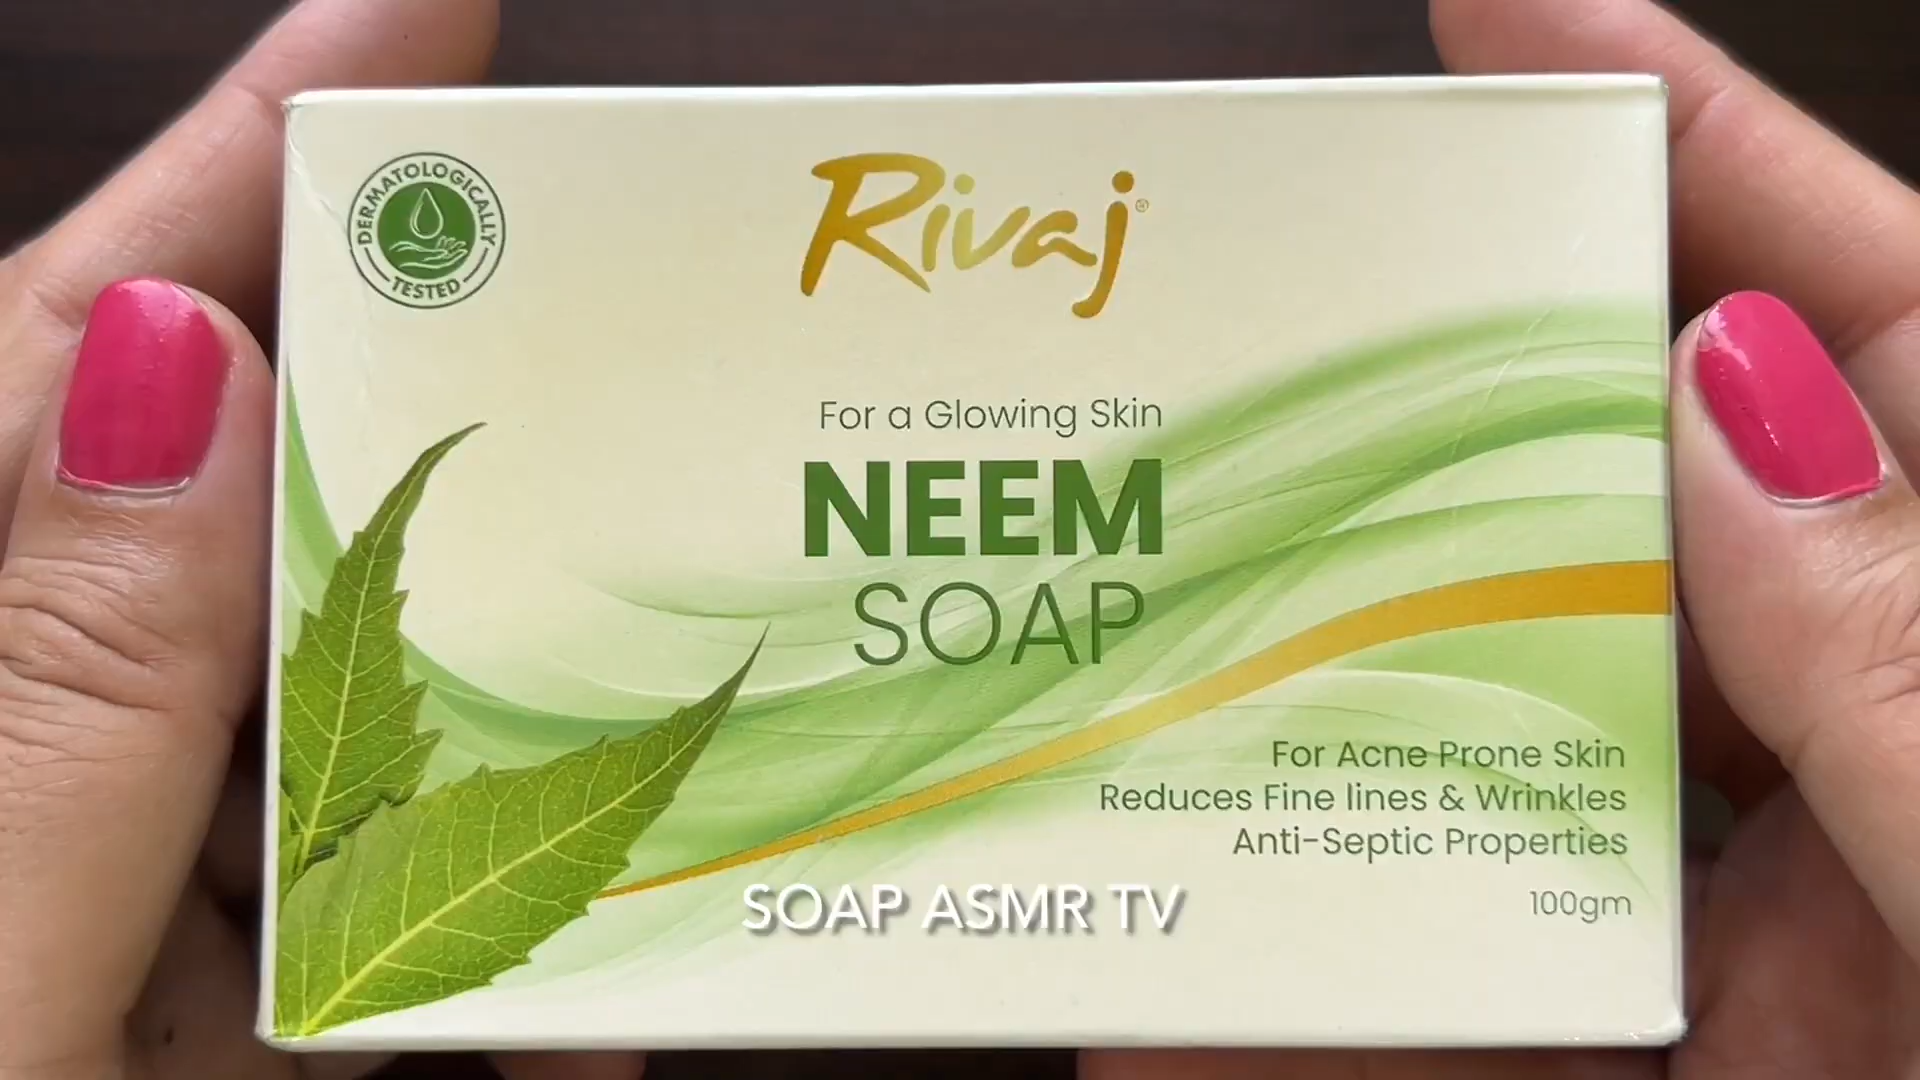 DERMATOLOGICALLY
TESTED
Rivaj®
For a Glowing Skin
NEEM
SOAP
For Acne Prone Skin
Reduces Fine lines & Wrinkles
Anti-Septic Properties
100gm
SOAP ASMR TV